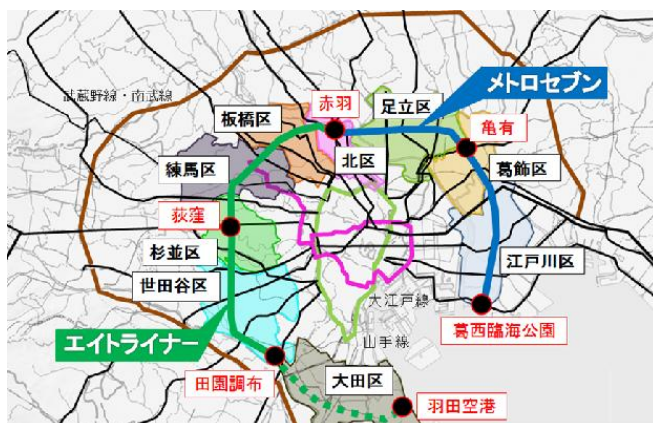 メトロセブン
赤羽
足立区
板橋区
武蔵野線・南武線
亀有
北区
葛飾区
練馬区
荻窪
杉並区
江戸川区
世田谷区
大江戸線
葛西臨海公園
エイトライナー
山手線
田園調布
大田区
羽田空港